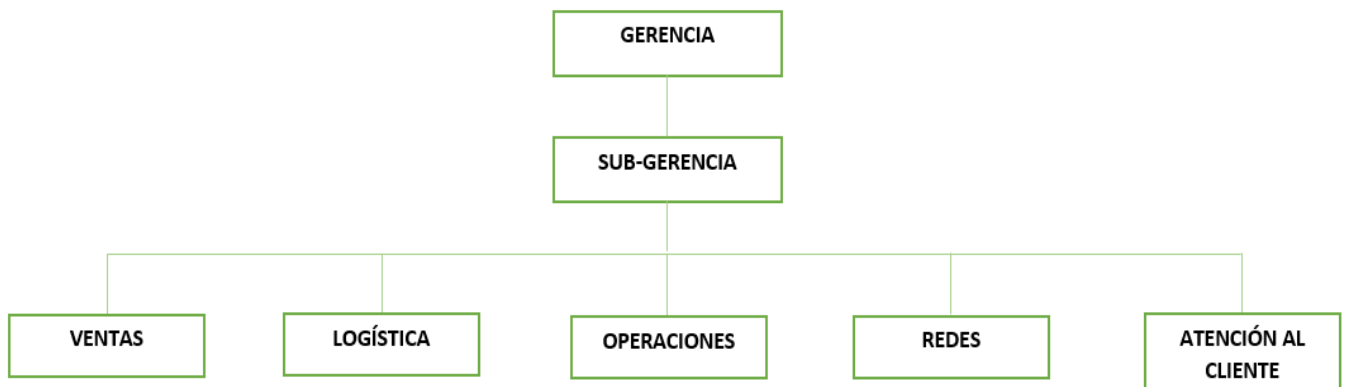 GERENCIA
SUB-GERENCIA
VENTAS
LOGÍSTICA
OPERACIONES
REDES
ATENCIÓN AL
CLIENTE